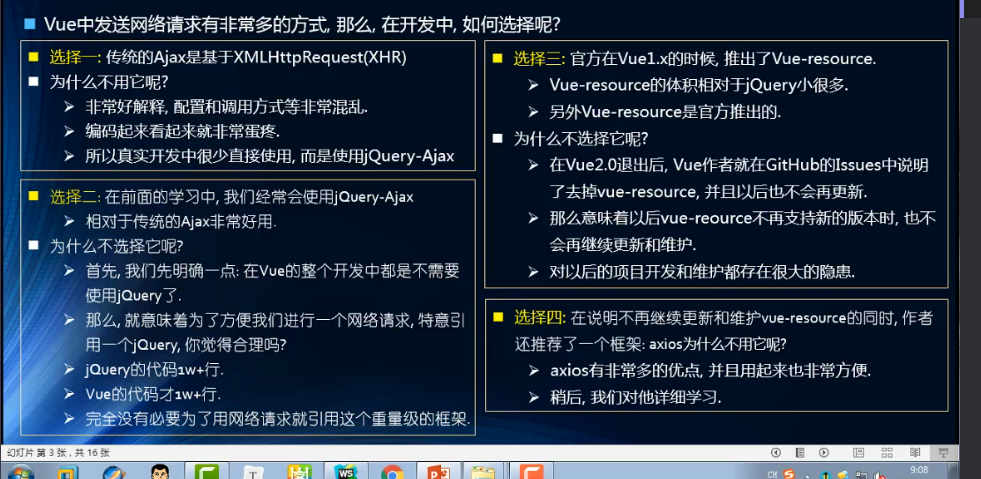 Vue中发送网络请求有非常多的方式, 那么, 在开发中, 如何选择呢?
选择一: 传统的Ajax是基于XMLHttpRequest(XHR)
为什么不用它呢?
非常好解释, 配置和调用方式等非常混乱.
编码起来看起来就非常蛋疼.
所以真实开发中很少直接使用, 而是使用jQuery-Ajax
选择二: 在前面的学习中, 我们经常会使用jQuery-Ajax
相对于传统的Ajax非常好用.
为什么不选择它呢?
首先, 我们先明确一点: 在Vue的整个开发中都是不需要
使用jQuery了.
那么, 就意味着为了方便我们进行一个网络请求, 特意引
用一个jQuery, 你觉得合理吗?
jQuery的代码1w+行.
Vue的代码才1w+行.
完全没有必要为了用网络请求就引用这个重量级的框架.
选择三: 官方在Vue1.x的时候, 推出了Vue-resource.
Vue-resource的体积相对于jQuery小很多.
另外Vue-resource是官方推出的.
为什么不选择它呢?
在Vue2.0退出后, Vue作者就在GitHub的Issues中说明
了去掉vue-resource, 并且以后也不会再更新.
那么意味着以后vue-reource不再支持新的版本时, 也不
会再继续更新和维护.
对以后的项目开发和维护都存在很大的隐患.
选择四: 在说明不再继续更新和维护vue-resource的同时, 作者
还推荐了一个框架: axios为什么不用它呢?
axios有非常多的优点, 并且用起来也非常方便.
稍后, 我们对他详细学习.
幻灯片 第 3 张 , 共 16 张
T
WS
CH
9:08